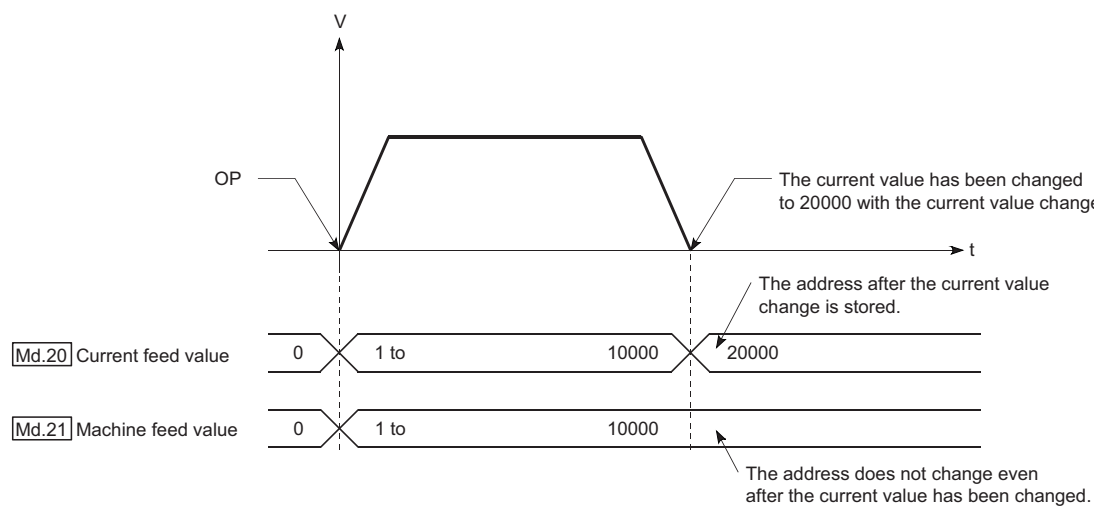 V
OP
The current value has been changed
to 20000 with the current value change
t
The address after the current value
change is stored.
Md.20 Current feed value 0 1 to 10000 20000
Md.21 Machine feed value 0 1 to 10000
The address does not change even
after the current value has been changed.